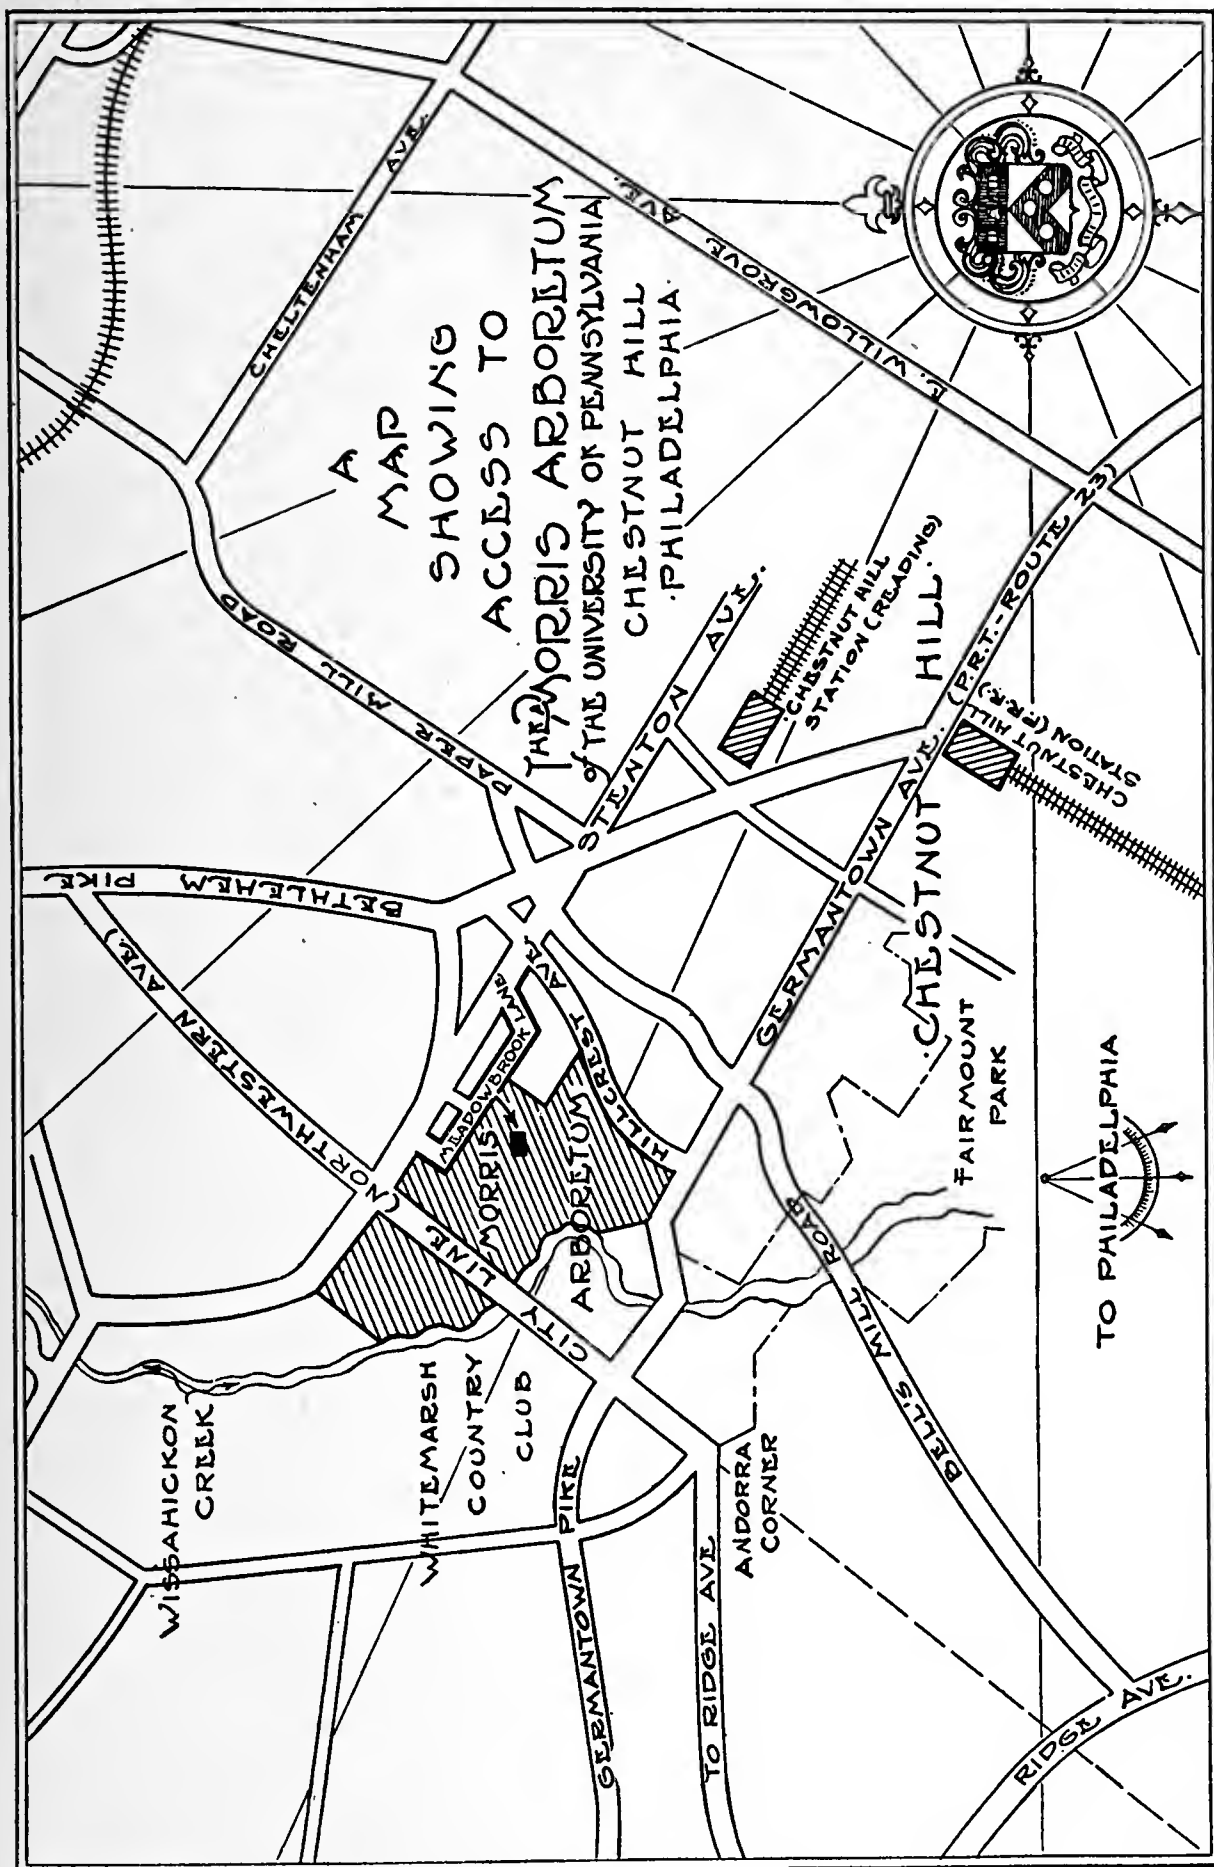 A
MAP
SHOWING
ACCESS TO
THE MORRIS ARBORETUM
of THE UNIVERSITY OF PENNSYLVANIA
CHESTNUT HILL
·PHILADELPHIA·
CHELTENHAM AVE.
E. WILLOWGROVE AVE.
PAPER MILL ROAD
STENTON AVE.
·CHESTNUT HILL
STATION (READING)
BETHLEHEM PIKE
(NORTHWESTERN AVE.)
CITY LINE
MEADOWBROOK LANE
HILLCREST AVE
MORRIS
ARBORETUM
GERMANTOWN AVE. (P.R.T.-ROUTE 23)
·CHESTNUT HILL·
CHESTNUT HILL
STATION (P.R.R.)
WISSAHICKON
CREEK
WHITEMARSH
COUNTRY
CLUB
GERMANTOWN PIKE
TO RIDGE AVE
ANDORRA
CORNER
BELL'S MILL ROAD
FAIRMOUNT
PARK
TO PHILADELPHIA
RIDGE AVE.